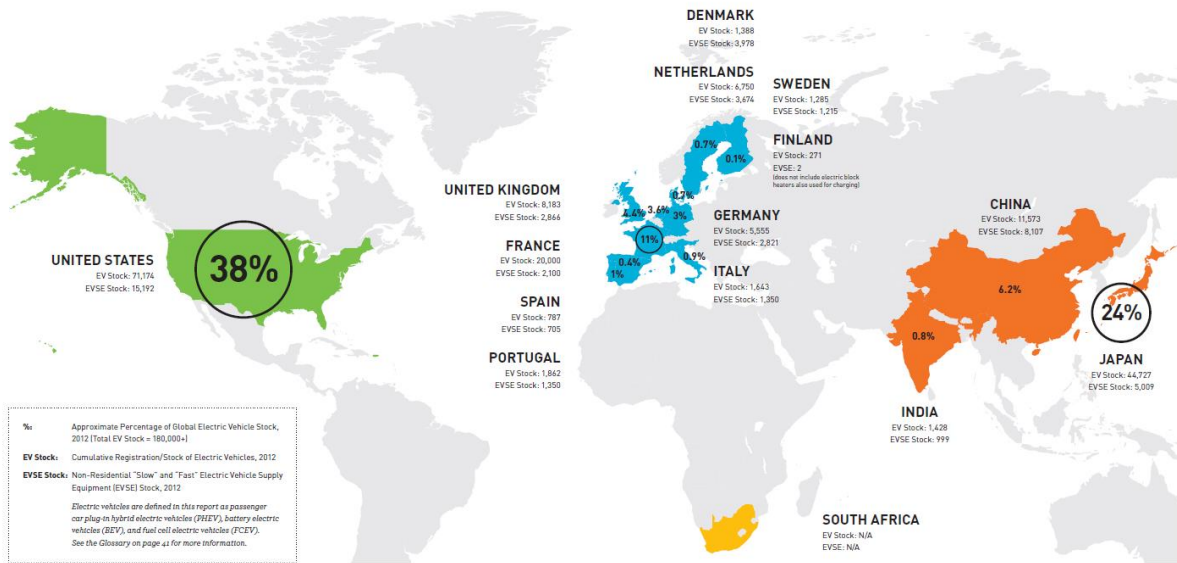 DENMARK
EV Stock: 1,388
EVSE Stock: 3,978
NETHERLANDS
EV Stock: 6,750
EVSE Stock: 3,674
SWEDEN
EV Stock: 1,285
EVSE Stock: 1,215
FINLAND
EV Stock: 271
EVSE: 2
(does not include electric block
heaters also used for charging)
0.7%
0.1%
0.7%
UNITED KINGDOM
EV Stock: 8,183
EVSE Stock: 2,866
4.4%
3.6%
3%
11%
0.4%
1%
0.9%
GERMANY
EV Stock: 5,555
EVSE Stock: 2,821
FRANCE
EV Stock: 20,000
EVSE Stock: 2,100
ITALY
EV Stock: 1,643
EVSE Stock: 1,350
SPAIN
EV Stock: 787
EVSE Stock: 705
PORTUGAL
EV Stock: 1,862
EVSE Stock: 1,350
UNITED STATES
EV Stock: 71,174
EVSE Stock: 15,192
38%
CHINA
EV Stock: 11,573
EVSE Stock: 8,107
6.2%
0.8%
24%
JAPAN
EV Stock: 44,727
EVSE Stock: 5,009
INDIA
EV Stock: 1,428
EVSE Stock: 999
SOUTH AFRICA
EV Stock: N/A
EVSE: N/A
%: Approximate Percentage of Global Electric Vehicle Stock,
2012 (Total EV Stock = 180,000+)
EV Stock: Cumulative Registration/Stock of Electric Vehicles, 2012
EVSE Stock: Non-Residential “Slow” and “Fast” Electric Vehicle Supply
Equipment (EVSE) Stock, 2012
Electric vehicles are defined in this report as passenger
car plug-in hybrid electric vehicles (PHEV), battery electric
vehicles (BEV), and fuel cell electric vehicles (FCEV).
See the Glossary on page 41 for more information.